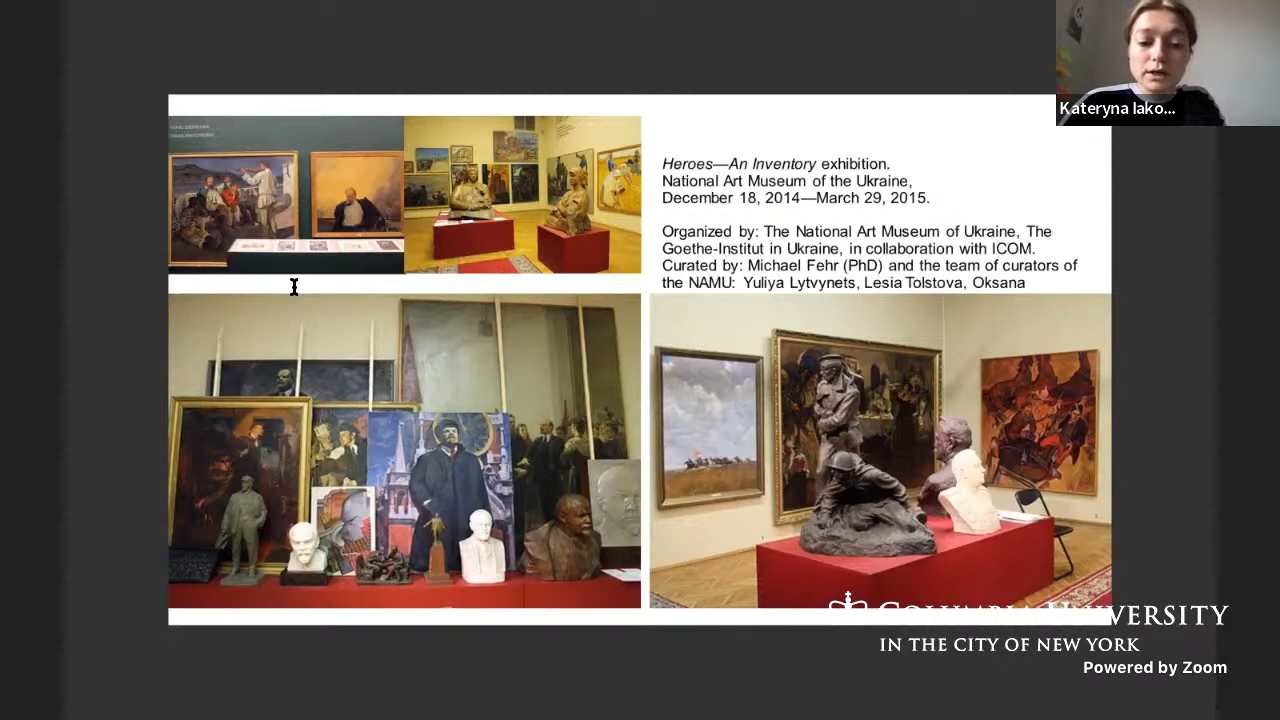 Kateryna Iako...
Heroes—An Inventory exhibition.
National Art Museum of the Ukraine,
December 18, 2014—March 29, 2015.
Organized by: The National Art Museum of Ukraine, The
Goethe-Institut in Ukraine, in collaboration with ICOM.
Curated by: Michael Fehr (PhD) and the team of curators of
the NAMU: Yuliya Lytvynets, Lesia Tolstova, Oksana
COLUMBIA UNIVERSITY
IN THE CITY OF NEW YORK
Powered by Zoom